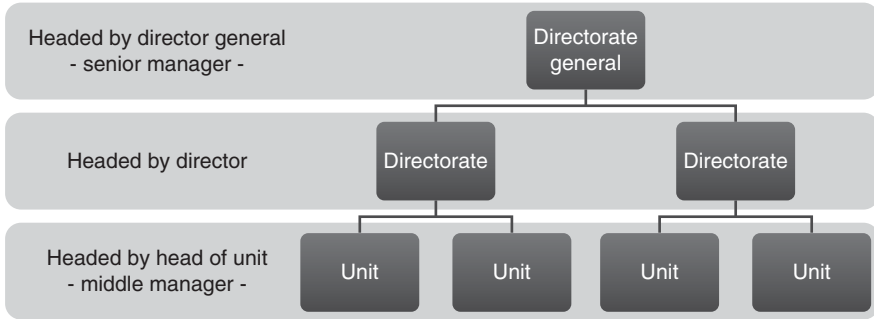 Headed by director general
- senior manager -
Directorate
general
Headed by director
Directorate
Directorate
Headed by head of unit
- middle manager -
Unit
Unit
Unit
Unit